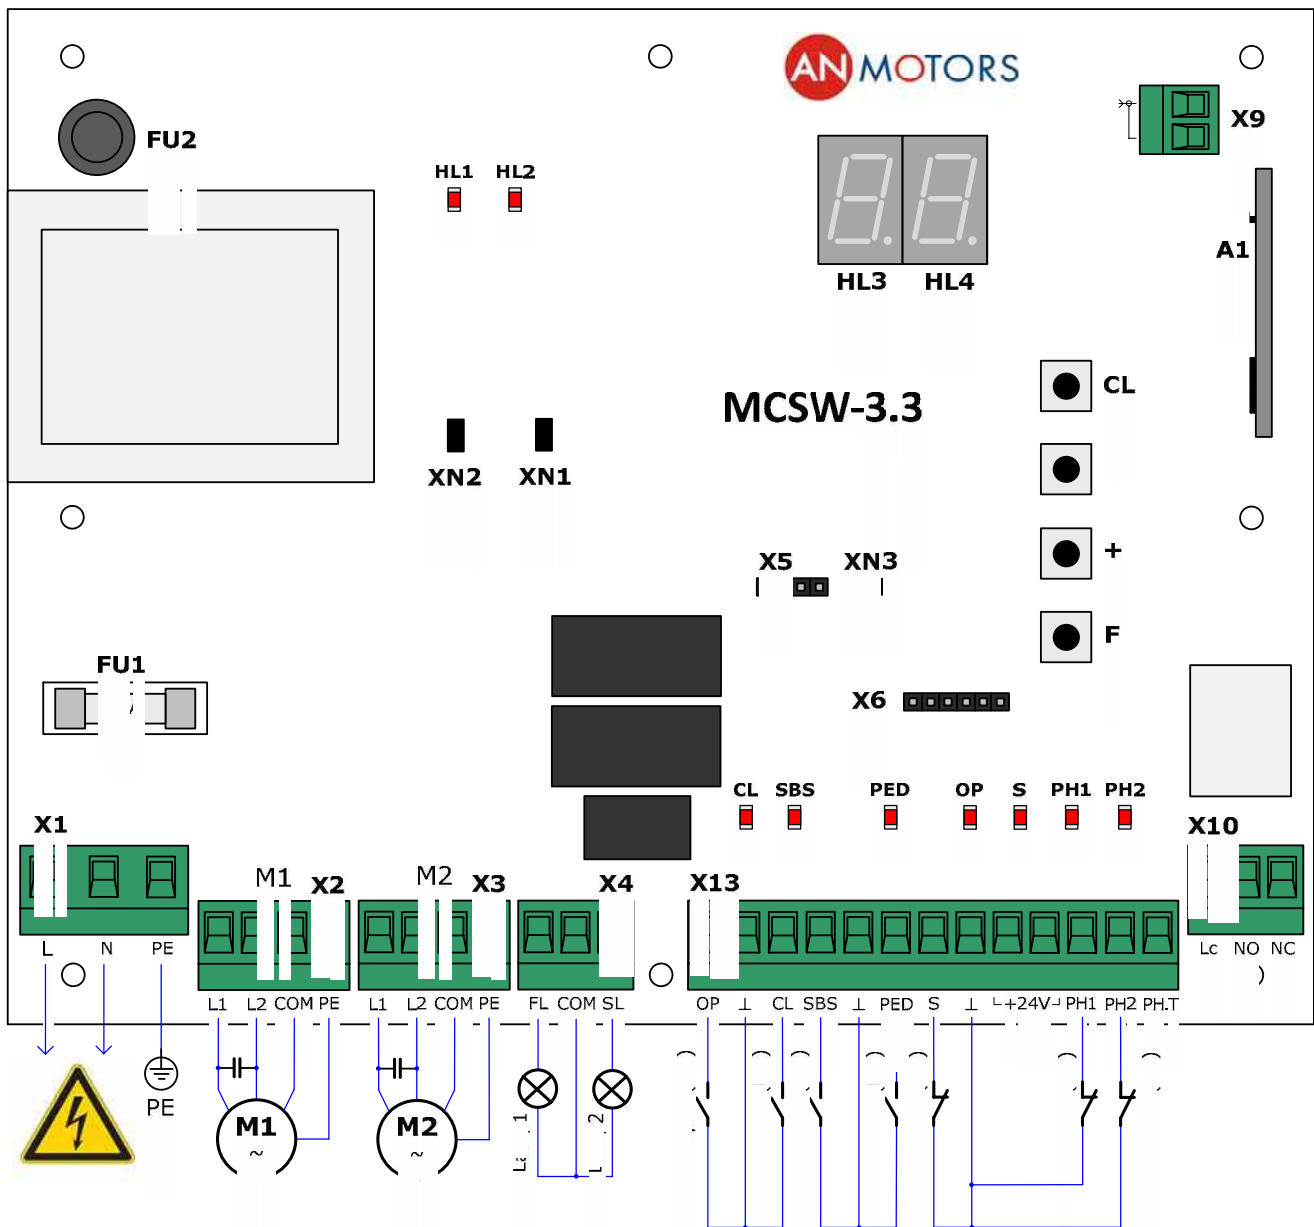 AN MOTORS
FU2
X9
HL1 HL2
A1
HL3 HL4
CL
MCSW-3.3
XN2 XN1
X5 XN3
+
F
FU1
X6
CL SBS PED OP S PH1 PH2
X1
X10
M1 X2 M2 X3 X4 X13
L N PE
Lc NO NC
)
L1 L2 COM PE L1 L2 COM PE FL COM SL OP ⊥ CL SBS ⊥ PED S ⊥ └+24V┘ PH1 PH2 PH.T
PE
1 2
M1 M2
~ ~